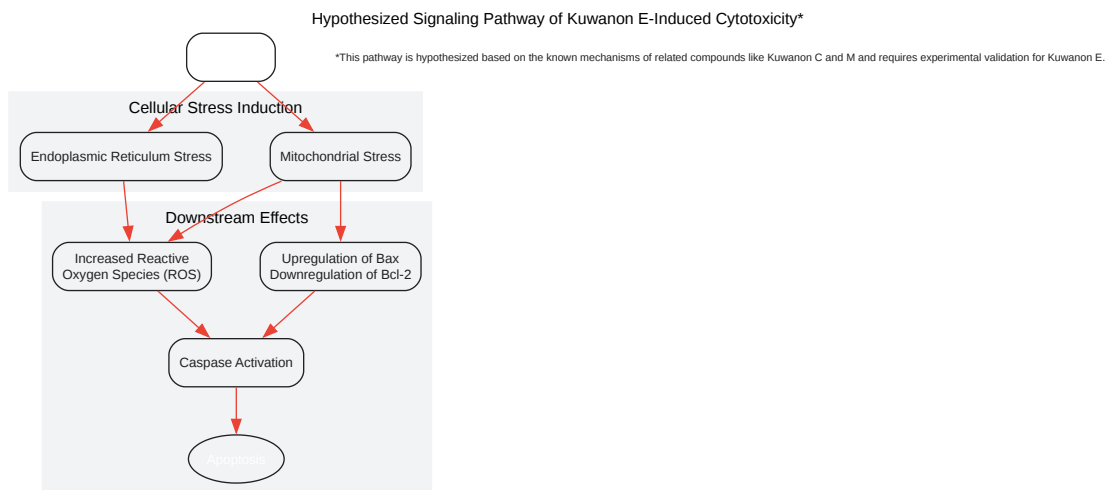 Hypothesized Signaling Pathway of Kuwanon E-Induced Cytotoxicity*
*This pathway is hypothesized based on the known mechanisms of related compounds like Kuwanon C and M and requires experimental validation for Kuwanon E.
Cellular Stress Induction
Endoplasmic Reticulum Stress
Mitochondrial Stress
Downstream Effects
Increased Reactive
Oxygen Species (ROS)
Upregulation of Bax
Downregulation of Bcl-2
Caspase Activation
Apoptosis